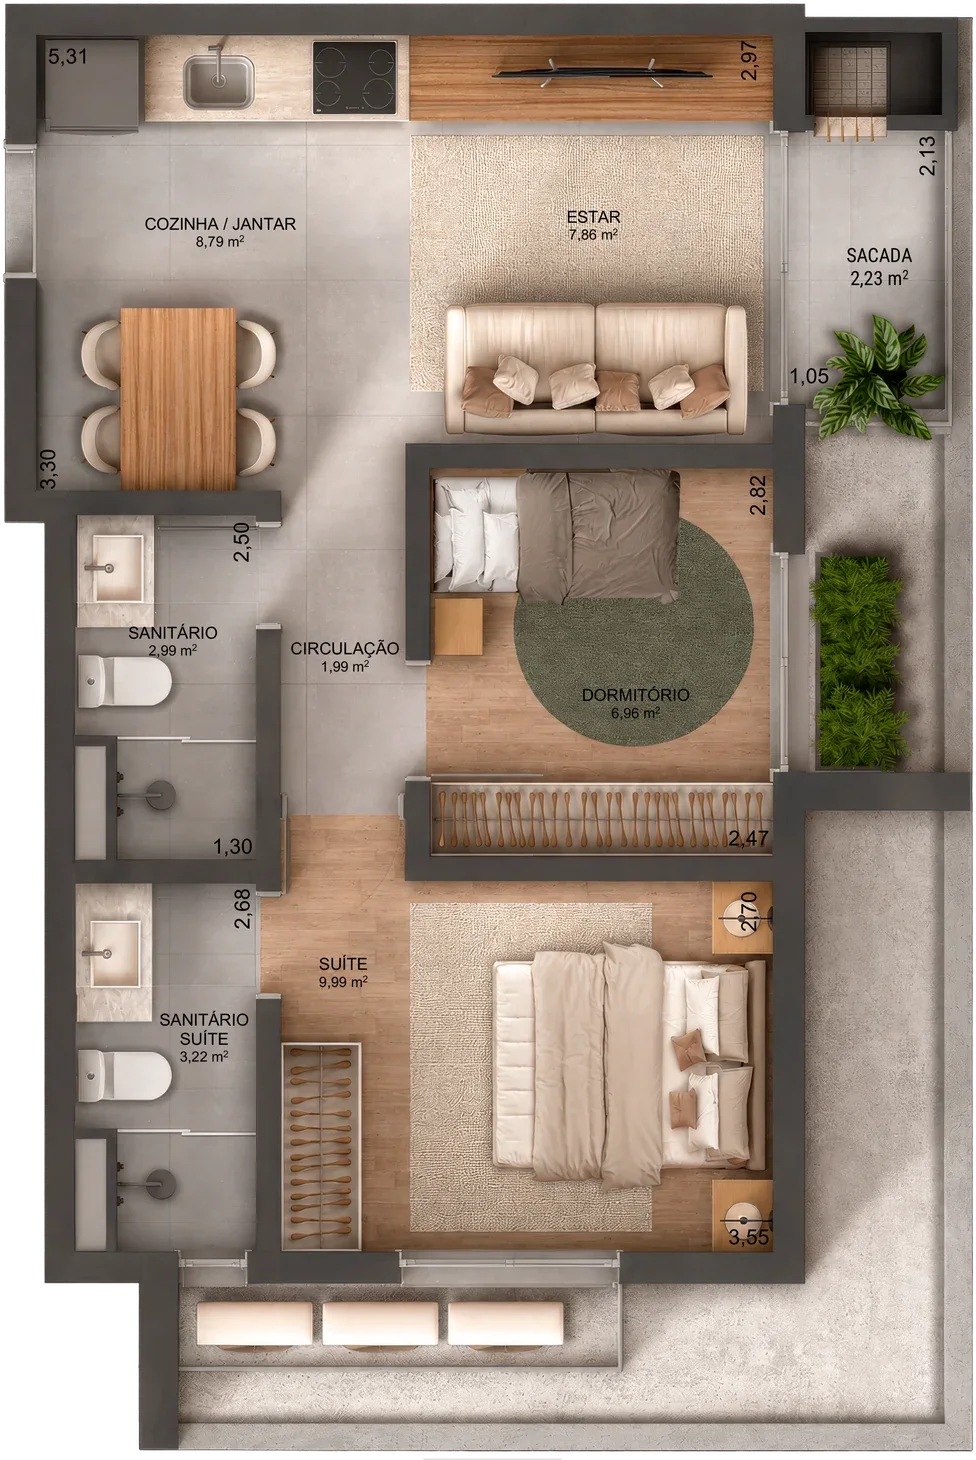 5,31
2,97
2,13
COZINHA / JANTAR
8,79 m²
ESTAR
7,86 m²
SACADA
2,23 m²
1,05
3,30
2,82
2,50
SANITÁRIO
2,99 m²
CIRCULAÇÃO
1,99 m²
DORMITÓRIO
6,96 m²
1,30
2,47
2,68
2,70
SUÍTE
9,99 m²
SANITÁRIO
SUÍTE
3,22 m²
3,55